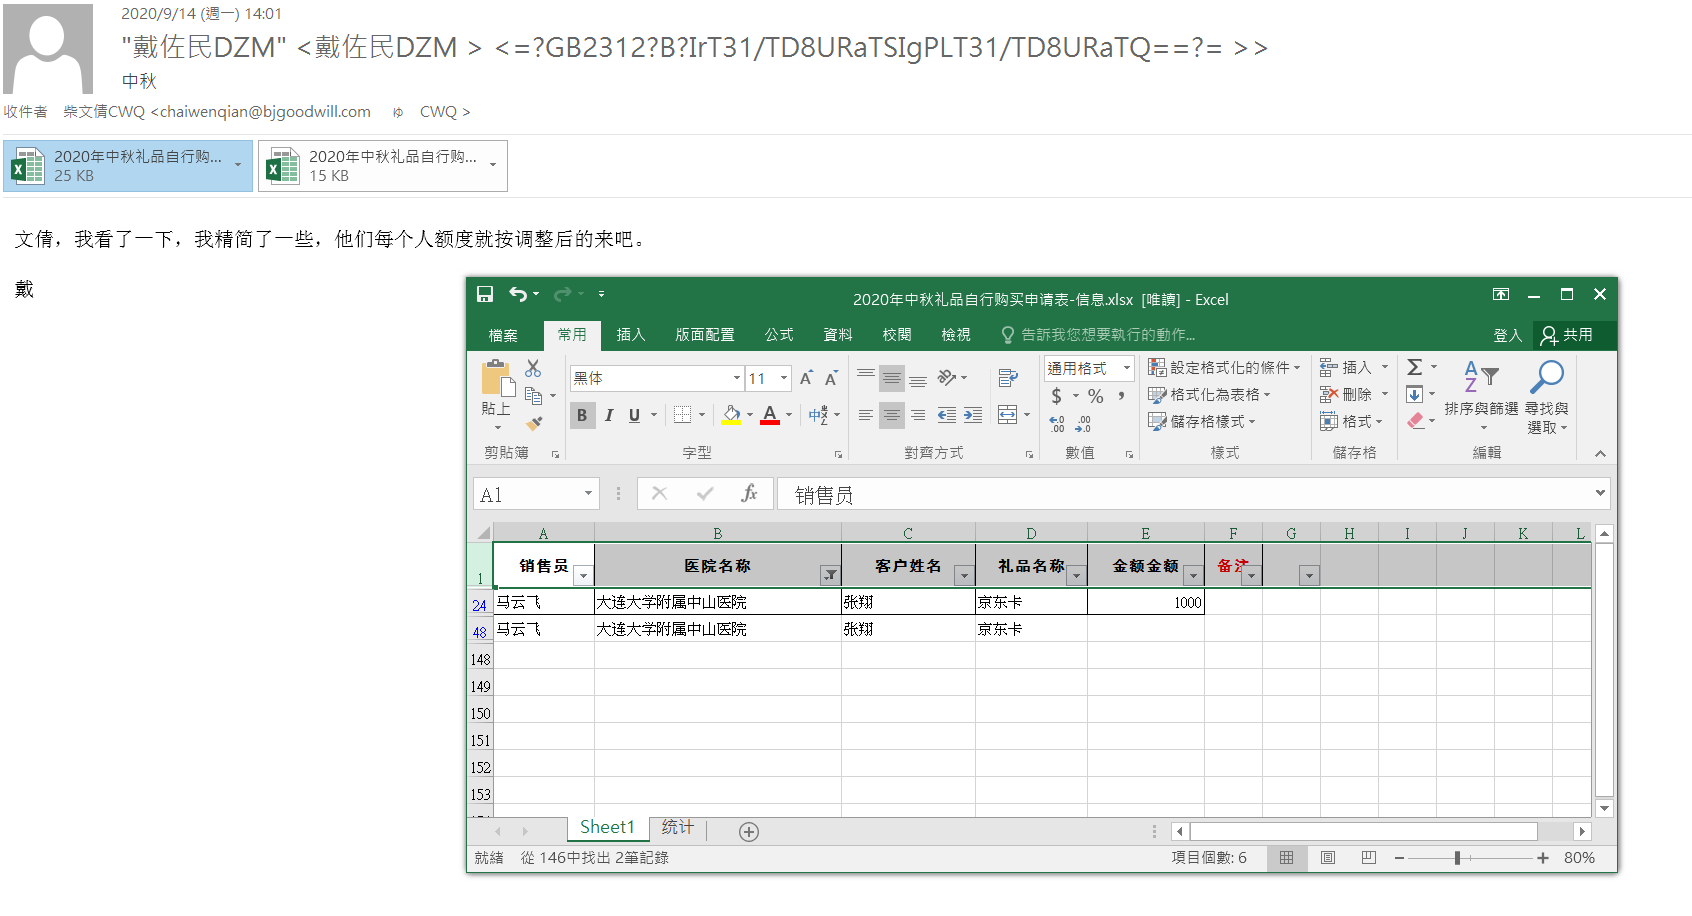 2020/9/14 (週一) 14:01
"戴佐民DZM" <戴佐民DZM > <=?GB2312?B?IrT31/TD8URaTSIgPLT31/TD8URaTQ==?= >>
中秋
收件者 柴文倩CWQ <chaiwenqian@bjgoodwill.com ゆ CWQ >
2020年中秋礼品自行购... 2020年中秋礼品自行购...
25 KB 15 KB
文倩，我看了一下，我精简了一些，他们每个人额度就按调整后的来吧。
戴
2020年中秋礼品自行购买申请表-信息.xlsx [唯讀] - Excel
檔案 常用 插入 版面配置 公式 資料 校閱 檢視 告訴我您想要執行的動作... 登入 共用
黑体 11 通用格式 設定格式化的條件 插入
貼上 格式化為表格 刪除 排序與篩選 尋找與
B I U A 中 $ % , 儲存格樣式 格式 選取
剪貼簿 字型 對齊方式 數值 樣式 儲存格 編輯
A1 fx 销售员
A B C D E F G H I J K L
1 销售员 医院名称 客户姓名 礼品名称 金额金额 备注
24 马云飞 大连大学附属中山医院 张翔 京东卡 1000
48 马云飞 大连大学附属中山医院 张翔 京东卡
148
149
150
151
152
153
Sheet1 统计
就緒 從 146中找出 2筆記錄 項目個數: 6 80%